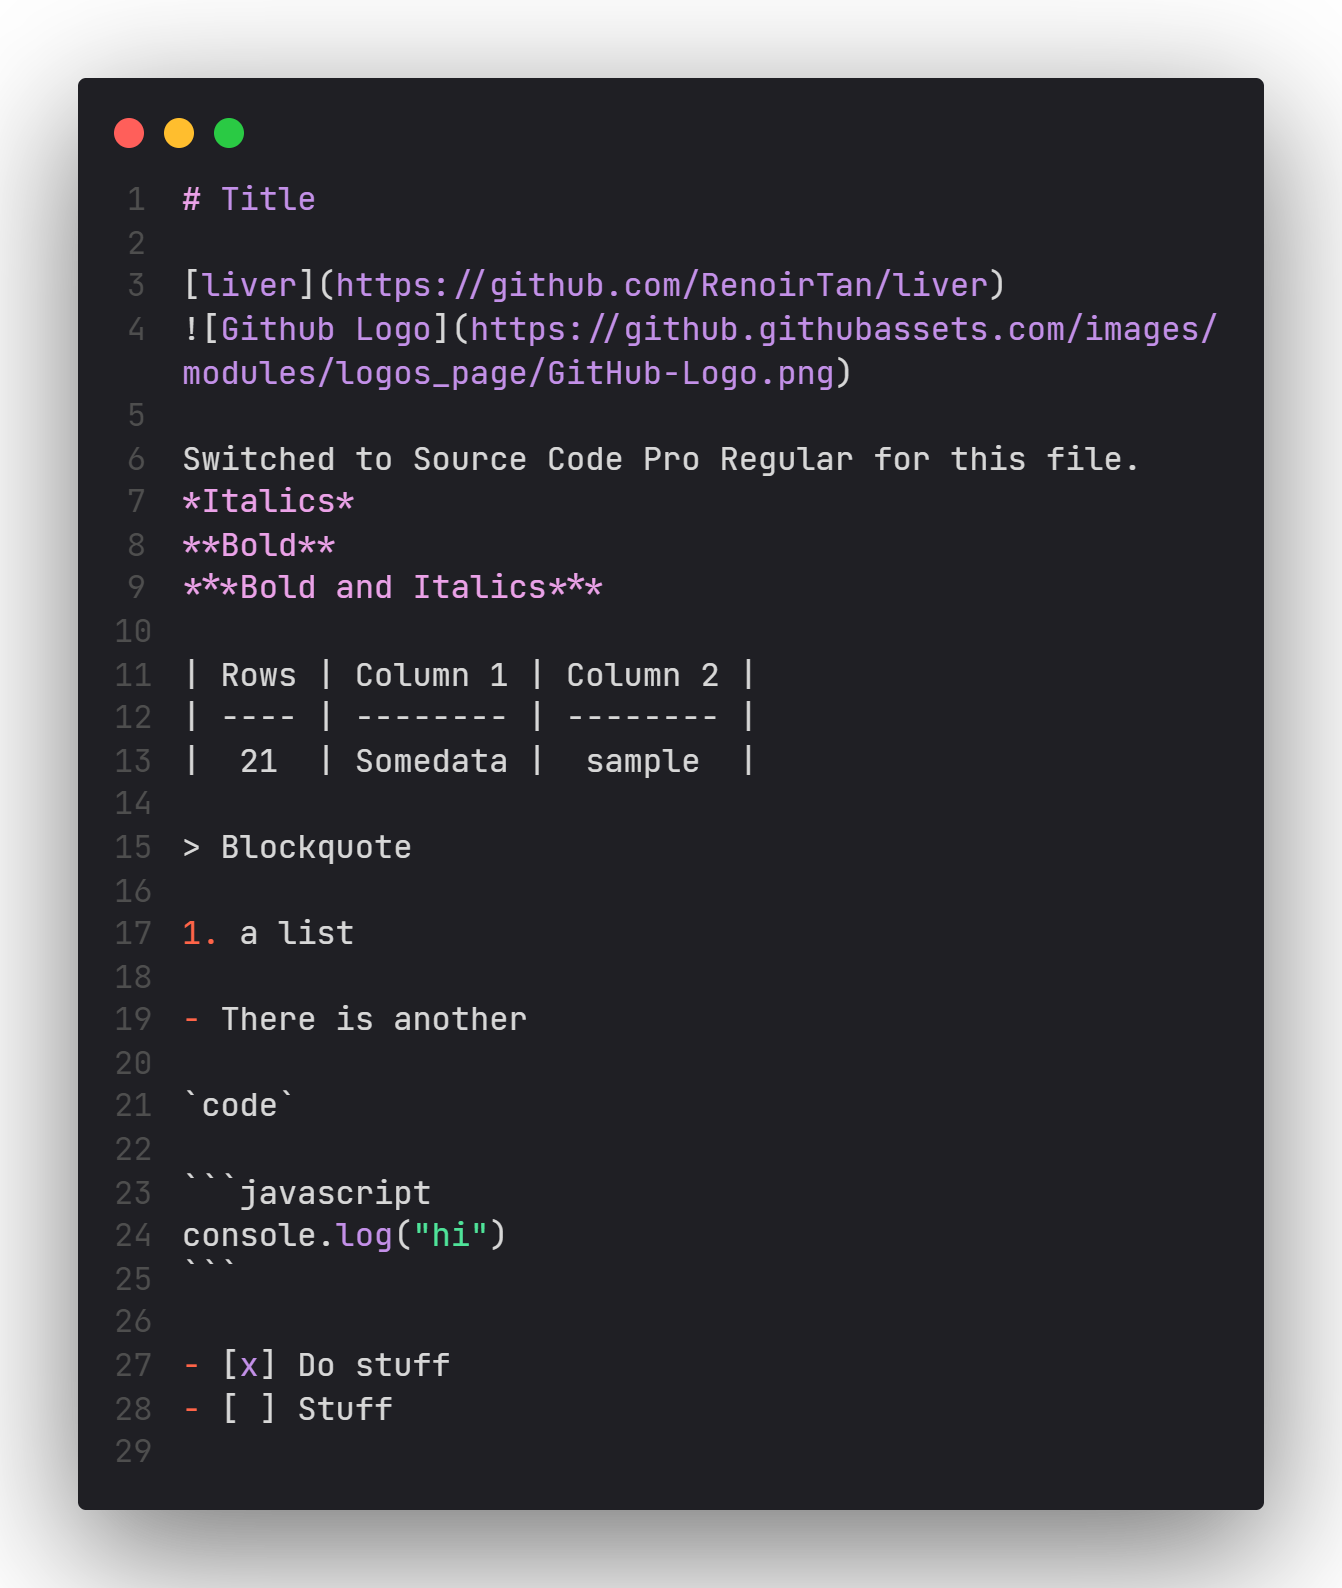 1 # Title
2
3 [liver](https://github.com/RenoirTan/liver)
4 ![Github Logo](https://github.githubassets.com/images/
modules/logos_page/GitHub-Logo.png)
5
6 Switched to Source Code Pro Regular for this file.
7 *Italics*
8 **Bold**
9 ***Bold and Italics***
10
11 | Rows | Column 1 | Column 2 |
12 | ---- | -------- | -------- |
13 |  21  | Somedata |  sample  |
14
15 > Blockquote
16
17 1. a list
18
19 - There is another
20
21 `code`
22
23 ```javascript
24 console.log("hi")
25 ```
26
27 - [x] Do stuff
28 - [ ] Stuff
29